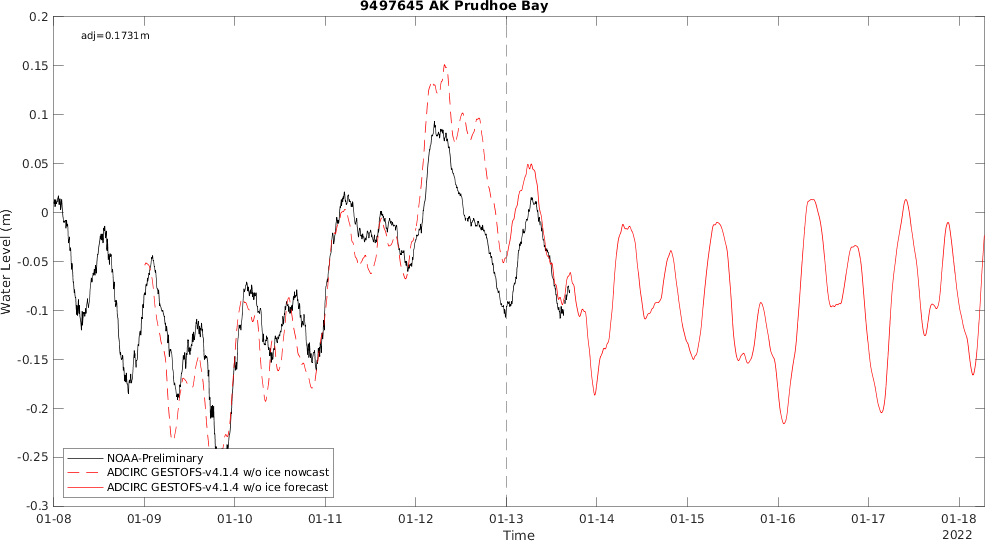 9497645 AK Prudhoe Bay
adj=0.1731m
0.2
0.15
0.1
0.05
0
-0.05
-0.1
-0.15
-0.2
-0.25
-0.3
Water Level (m)
NOAA-Preliminary
ADCIRC GESTOFS-v4.1.4 w/o ice nowcast
ADCIRC GESTOFS-v4.1.4 w/o ice forecast
01-08 01-09 01-10 01-11 01-12 01-13 01-14 01-15 01-16 01-17 01-18
2022
Time